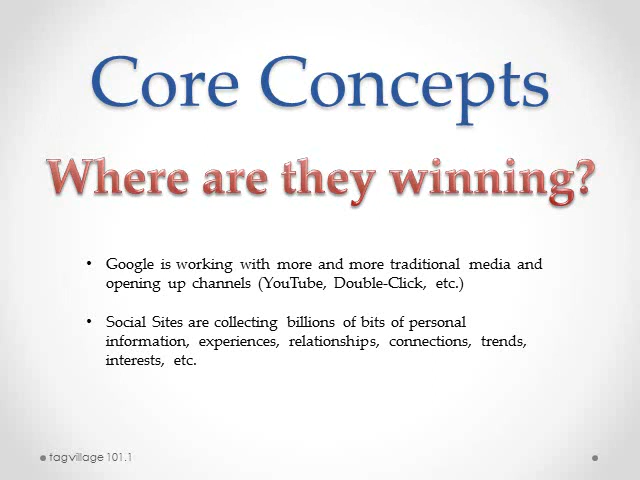 Core Concepts
Where are they winning?
• Google is working with more and more traditional media and
opening up channels (YouTube, Double-Click, etc.)
• Social Sites are collecting billions of bits of personal
information, experiences, relationships, connections, trends,
interests, etc.
tagvillage 101.1